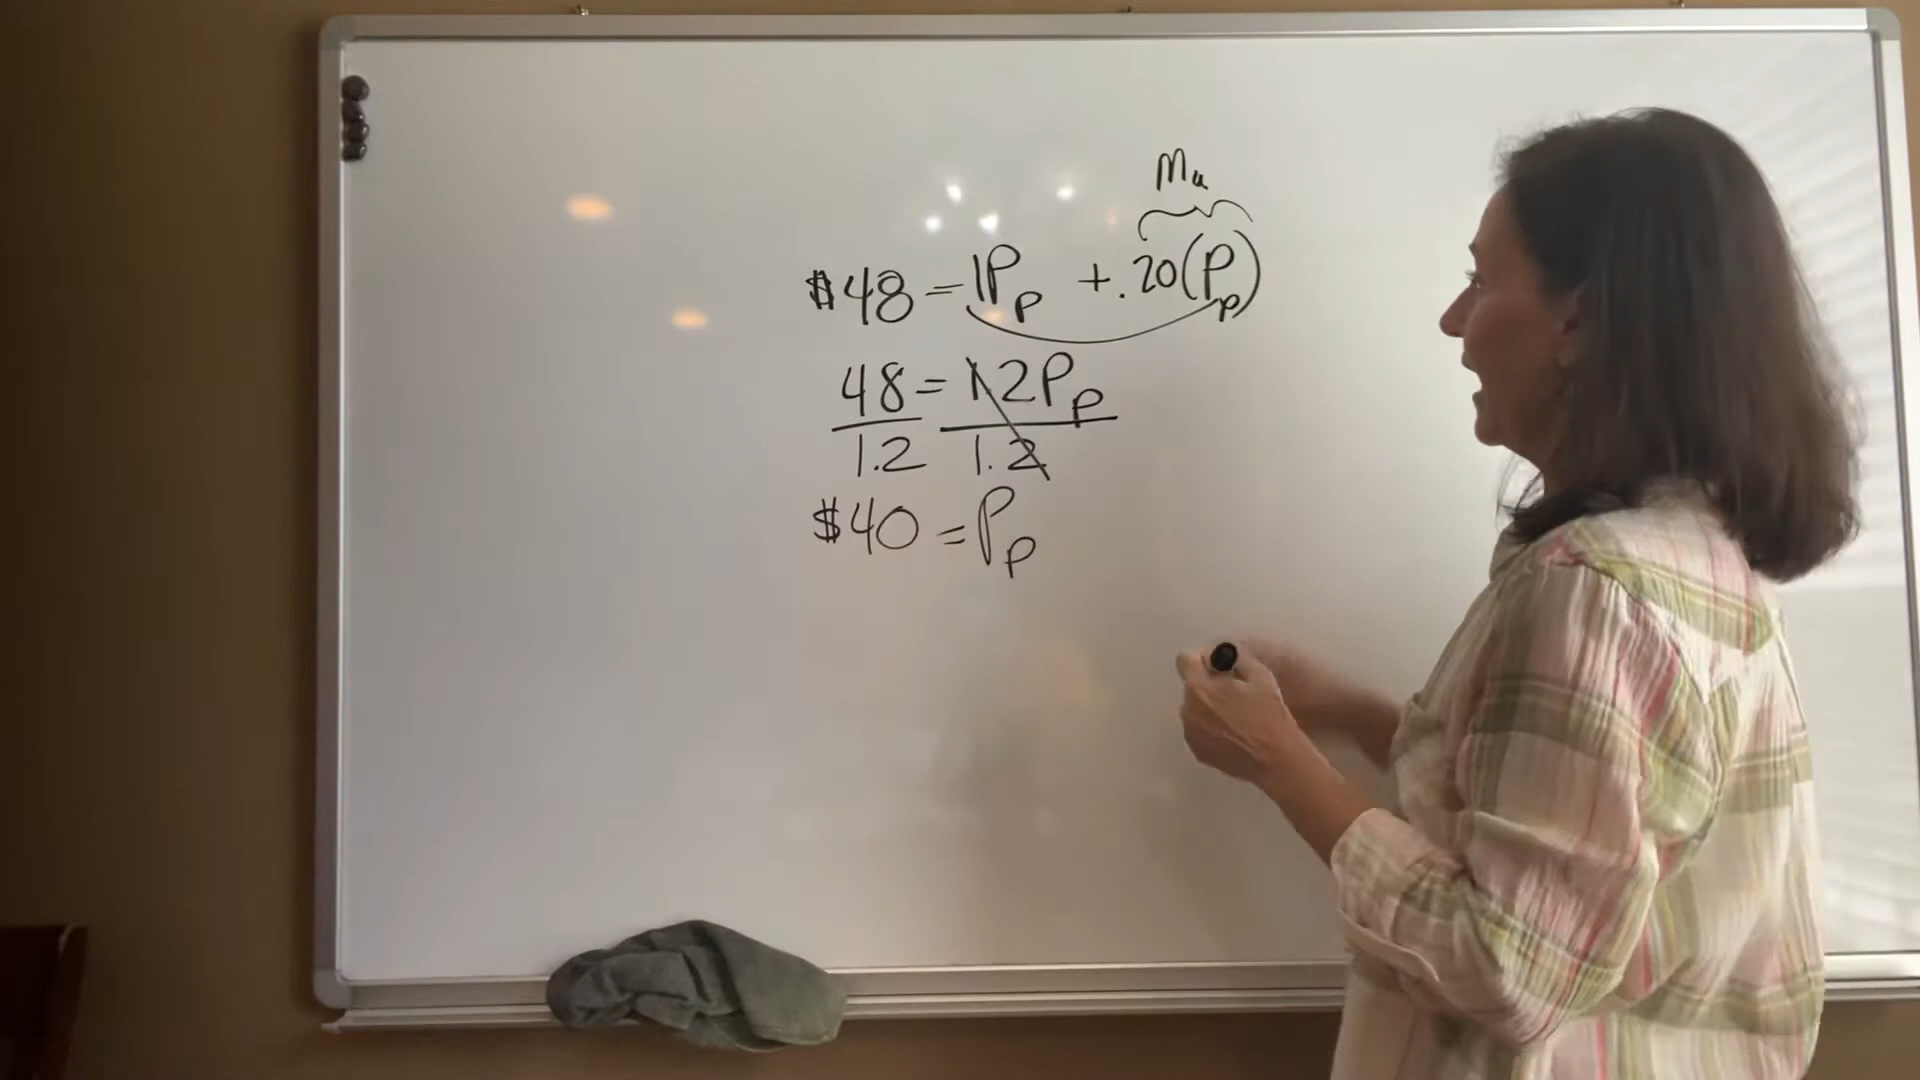 Mu
$48 = 1Pp + .20(Pp)
48 = 1.2Pp
1.2 1.2
$40 = Pp